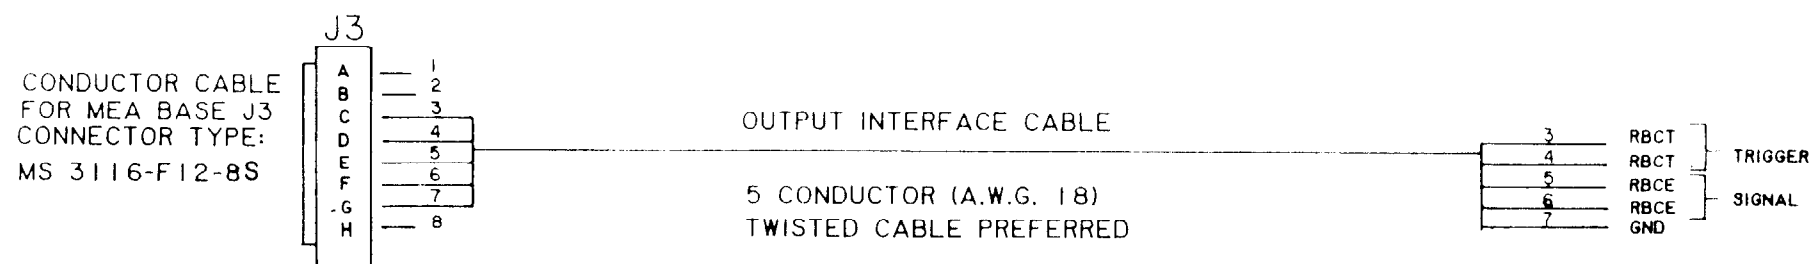 J3
CONDUCTOR CABLE
FOR MEA BASE J3
CONNECTOR TYPE:
MS 3116-F12-8S
A 1
B 2
C 3
D 4
E 5
F 6
G 7
H 8
OUTPUT INTERFACE CABLE
5 CONDUCTOR (A.W.G. 18)
TWISTED CABLE PREFERRED
3 RBCT
4 RBCT
TRIGGER
5 RBCE
6 RBCE
SIGNAL
7 GND